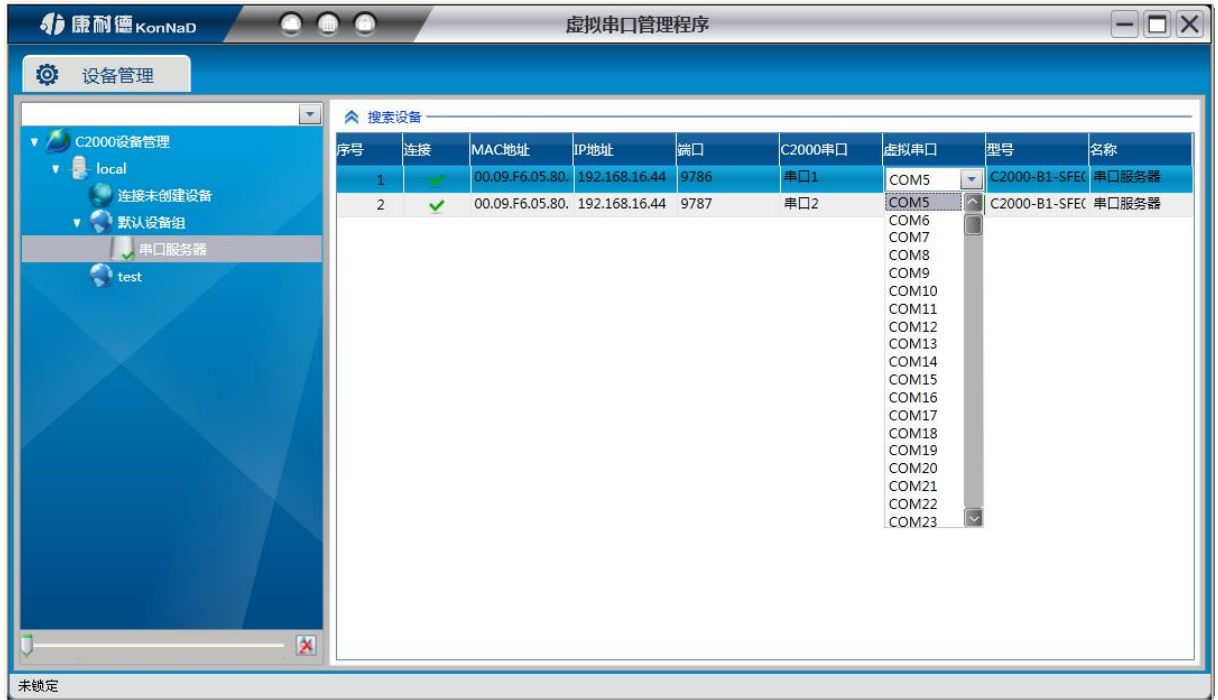 康耐德 KonNaD 虚拟串口管理程序
设备管理
搜索设备
C2000设备管理
local
连接未创建设备
默认设备组
串口服务器
test
序号 连接 MAC地址 IP地址 端口 C2000串口 虚拟串口 型号 名称
1 00.09.F6.05.80. 192.168.16.44 9786 串口1 COM5 C2000-B1-SFE 串口服务器
2 00.09.F6.05.80. 192.168.16.44 9787 串口2 C2000-B1-SFE 串口服务器
COM5
COM6
COM7
COM8
COM9
COM10
COM11
COM12
COM13
COM14
COM15
COM16
COM17
COM18
COM19
COM20
COM21
COM22
COM23
未锁定